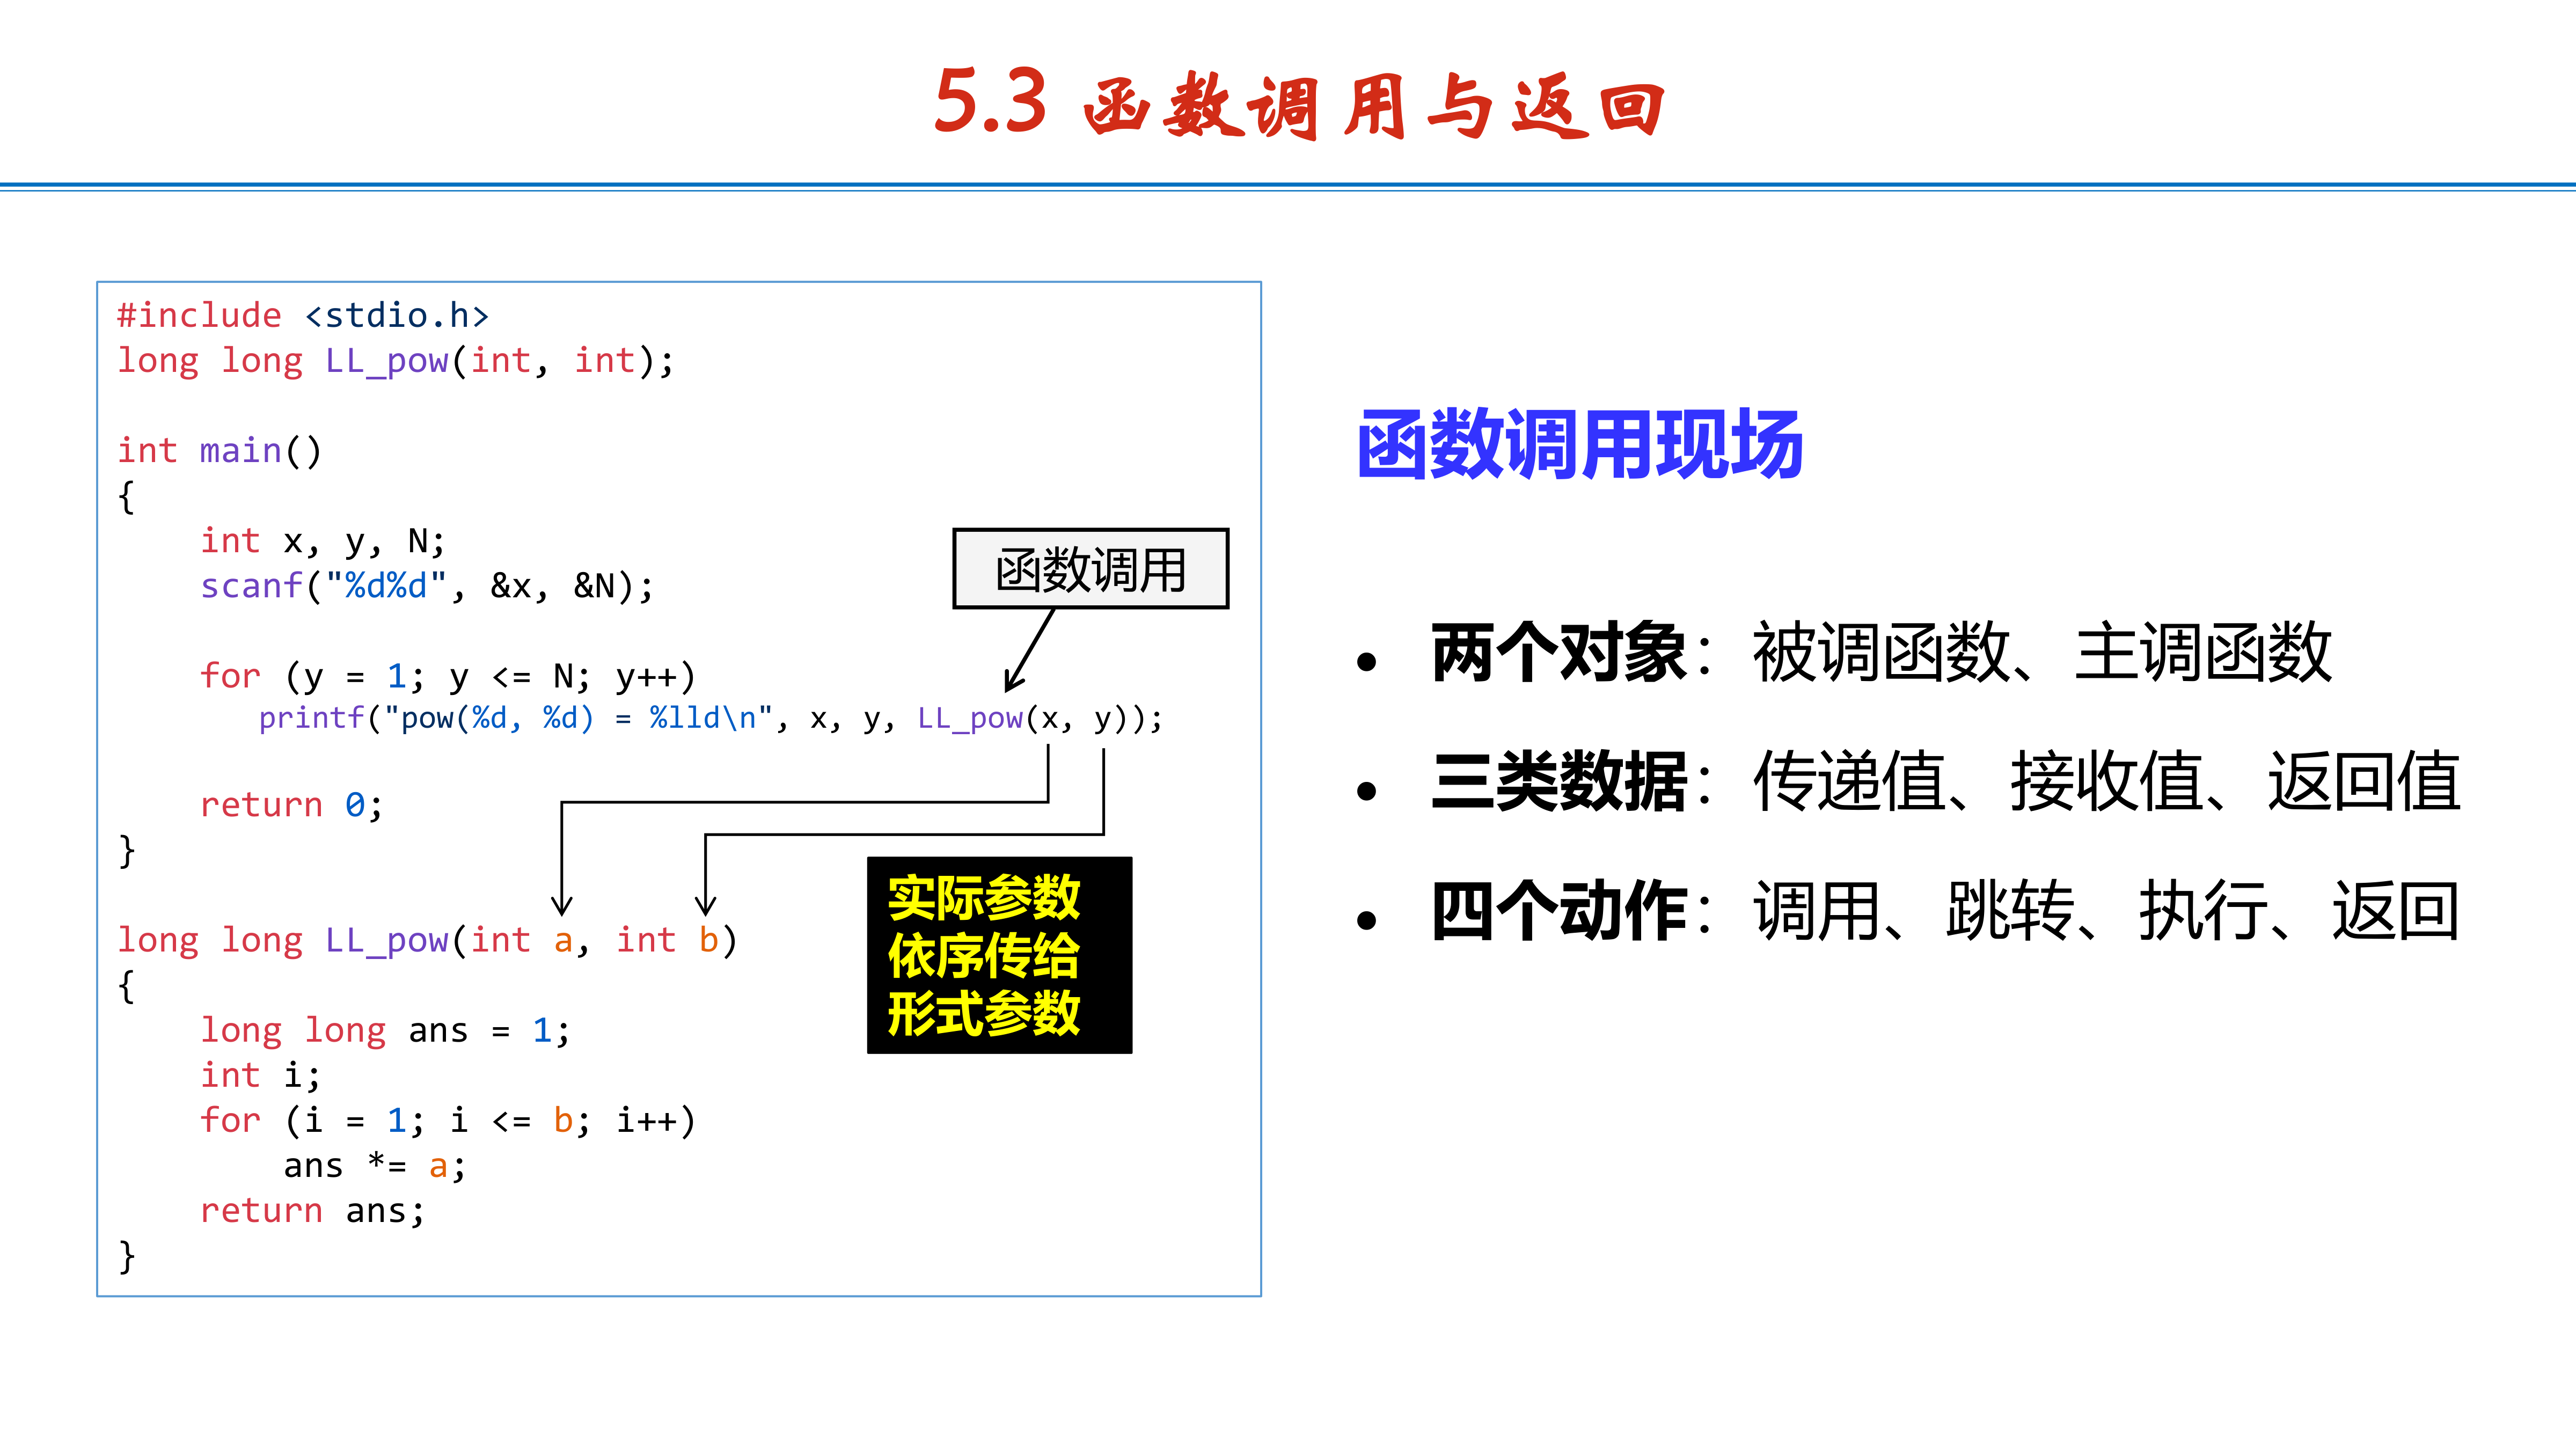 5.3 函数调用与返回
#include <stdio.h>
long long LL_pow(int, int);
int main()
{
    int x, y, N;
    scanf("%d%d", &x, &N);
    for (y = 1; y <= N; y++)
        printf("pow(%d, %d) = %lld\n", x, y, LL_pow(x, y));
    return 0;
}
long long LL_pow(int a, int b)
{
    long long ans = 1;
    int i;
    for (i = 1; i <= b; i++)
        ans *= a;
    return ans;
}
函数调用
实际参数
依序传给
形式参数
函数调用现场
• 两个对象：被调函数、主调函数
• 三类数据：传递值、接收值、返回值
• 四个动作：调用、跳转、执行、返回